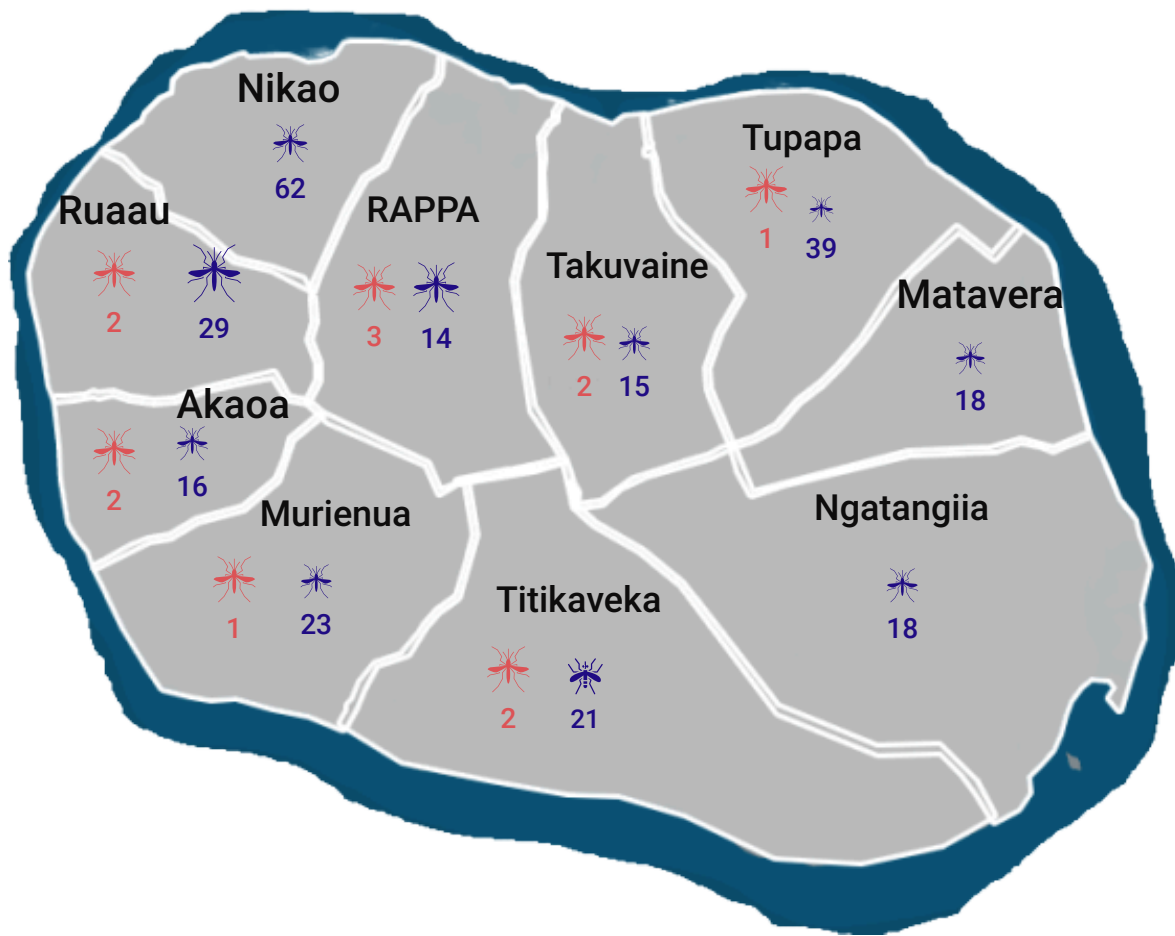 Nikao
62
Tupapa
1
39
Ruaau
2
29
RAPPA
3
14
Takuvaine
2
15
Matavera
18
Akaoa
2
16
Murienua
1
23
Ngatangiia
18
Titikaveka
2
21